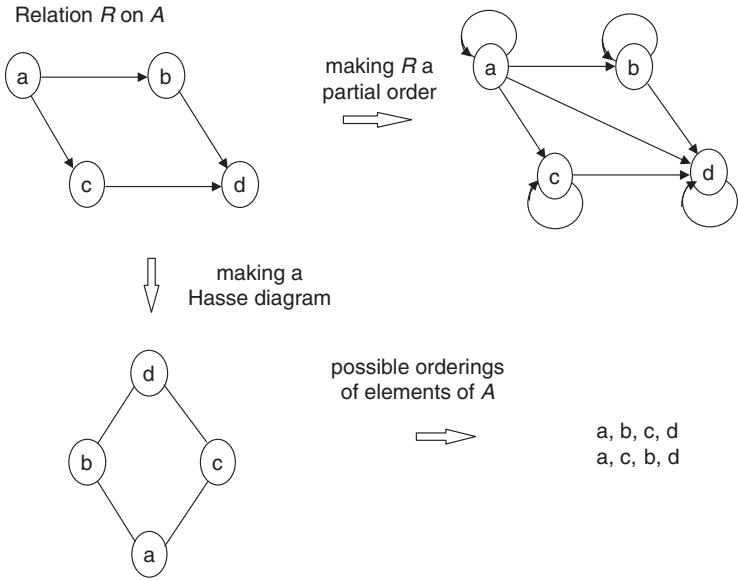 Relation R on A
a
b
c
d
making R a
partial order
a
b
c
d
making a
Hasse diagram
d
b
c
a
possible orderings
of elements of A
a, b, c, d
a, c, b, d